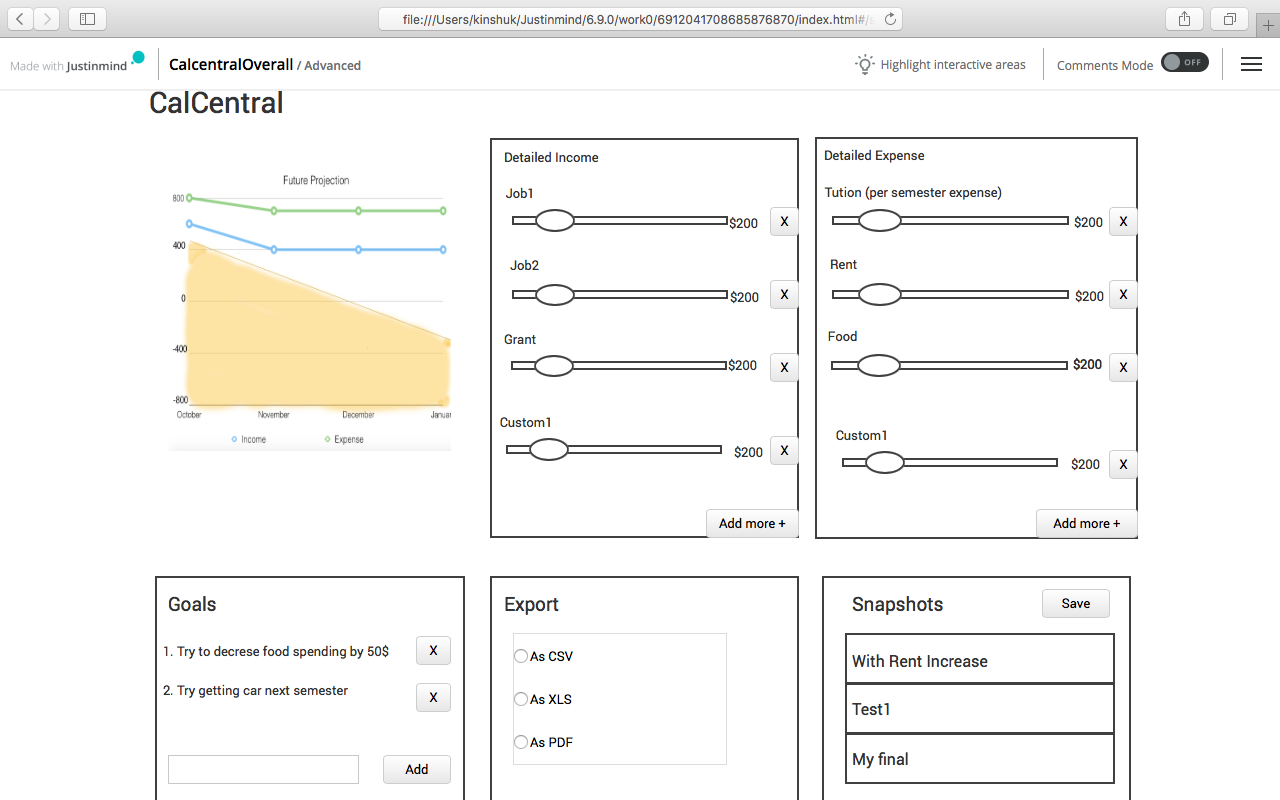 file:///Users/kinshuk/Justinmind/6.9.0/work0/6912041708685876870/index.html#/s
Made with Justinmind
CalcentralOverall / Advanced
Highlight interactive areas
Comments Mode
OFF
CalCentral
Future Projection
800
400
0
-400
-800
October November December Januar
Income Expense
Detailed Income
Job1
$200 X
Job2
$200 X
Grant
$200 X
Custom1
$200 X
Add more +
Detailed Expense
Tution (per semester expense)
$200 X
Rent
$200 X
Food
$200 X
Custom1
$200 X
Add more +
Goals
1. Try to decrese food spending by 50$ X
2. Try getting car next semester X
Add
Export
As CSV
As XLS
As PDF
Snapshots
Save
With Rent Increase
Test1
My final